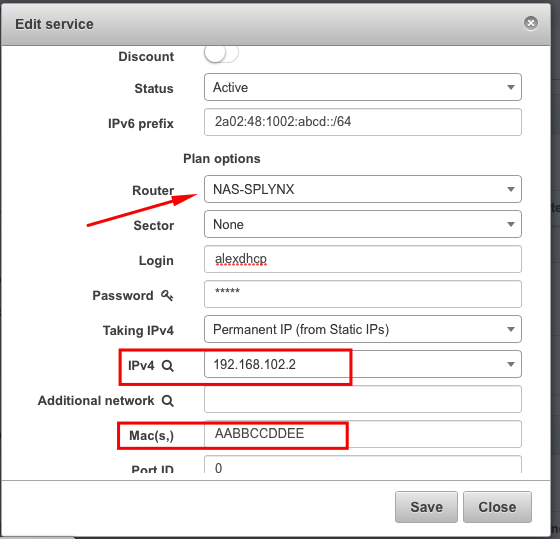 Edit service
Discount
Status Active
IPv6 prefix 2a02:48:1002:abcd::/64
Plan options
Router NAS-SPLYNX
Sector None
Login alexdhcp
Password *****
Taking IPv4 Permanent IP (from Static IPs)
IPv4 192.168.102.2
Additional network
Mac(s,) AABBCCDDEE
Port ID 0
Save Close